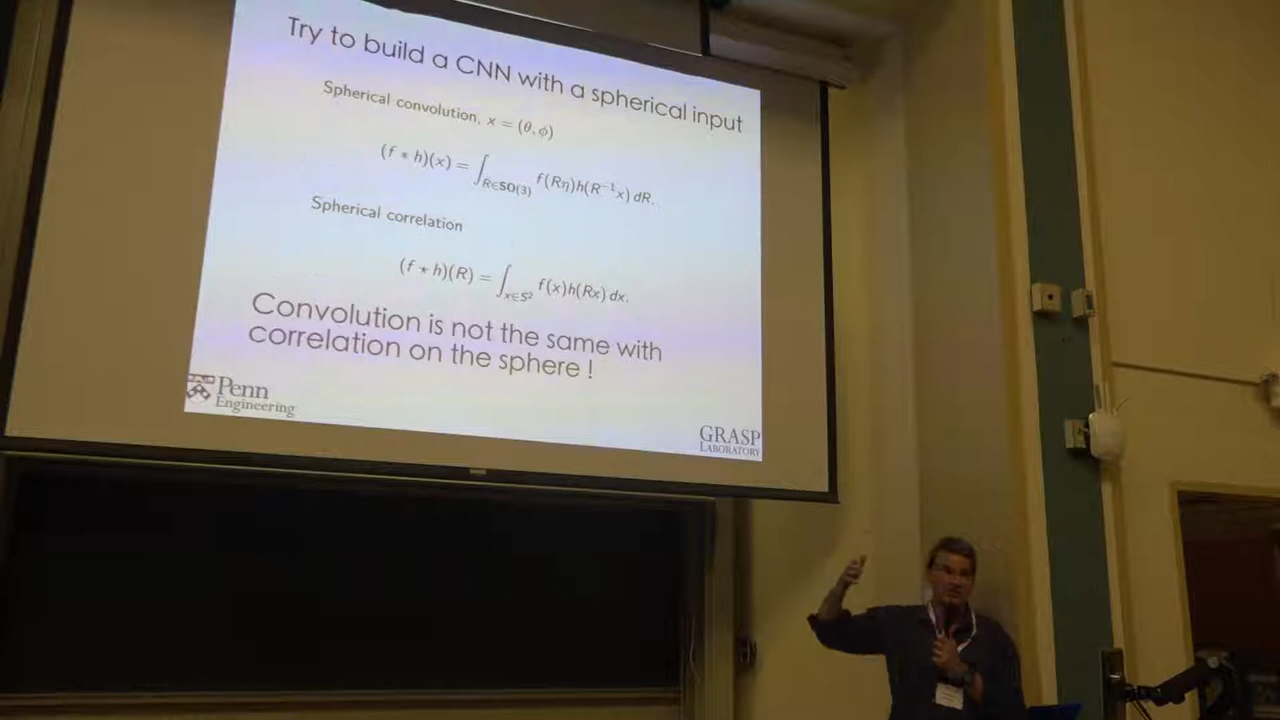 Try to build a CNN with a spherical input
Spherical convolution, x = (θ, ϕ)
(f ∗ h)(x) = ∫_{R∈SO(3)} f(Rη)h(R⁻¹x) dR.
Spherical correlation
(f ⋆ h)(R) = ∫_{x∈S²} f(x)h(Rx) dx.
Convolution is not the same with
correlation on the sphere !
Penn
Engineering
GRASP
LABORATORY